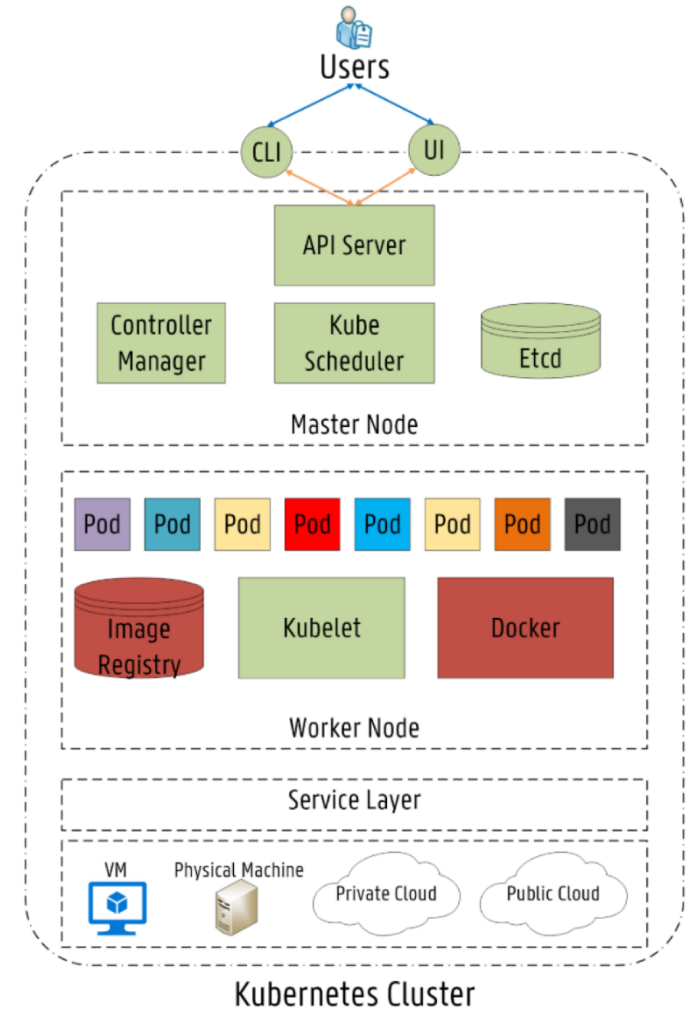 Users
CLI
UI
API Server
Controller
Manager
Kube
Scheduler
Etcd
Master Node
Pod Pod Pod Pod Pod Pod Pod Pod
Image
Registry
Kubelet
Docker
Worker Node
Service Layer
VM
Physical Machine
Private Cloud
Public Cloud
Kubernetes Cluster